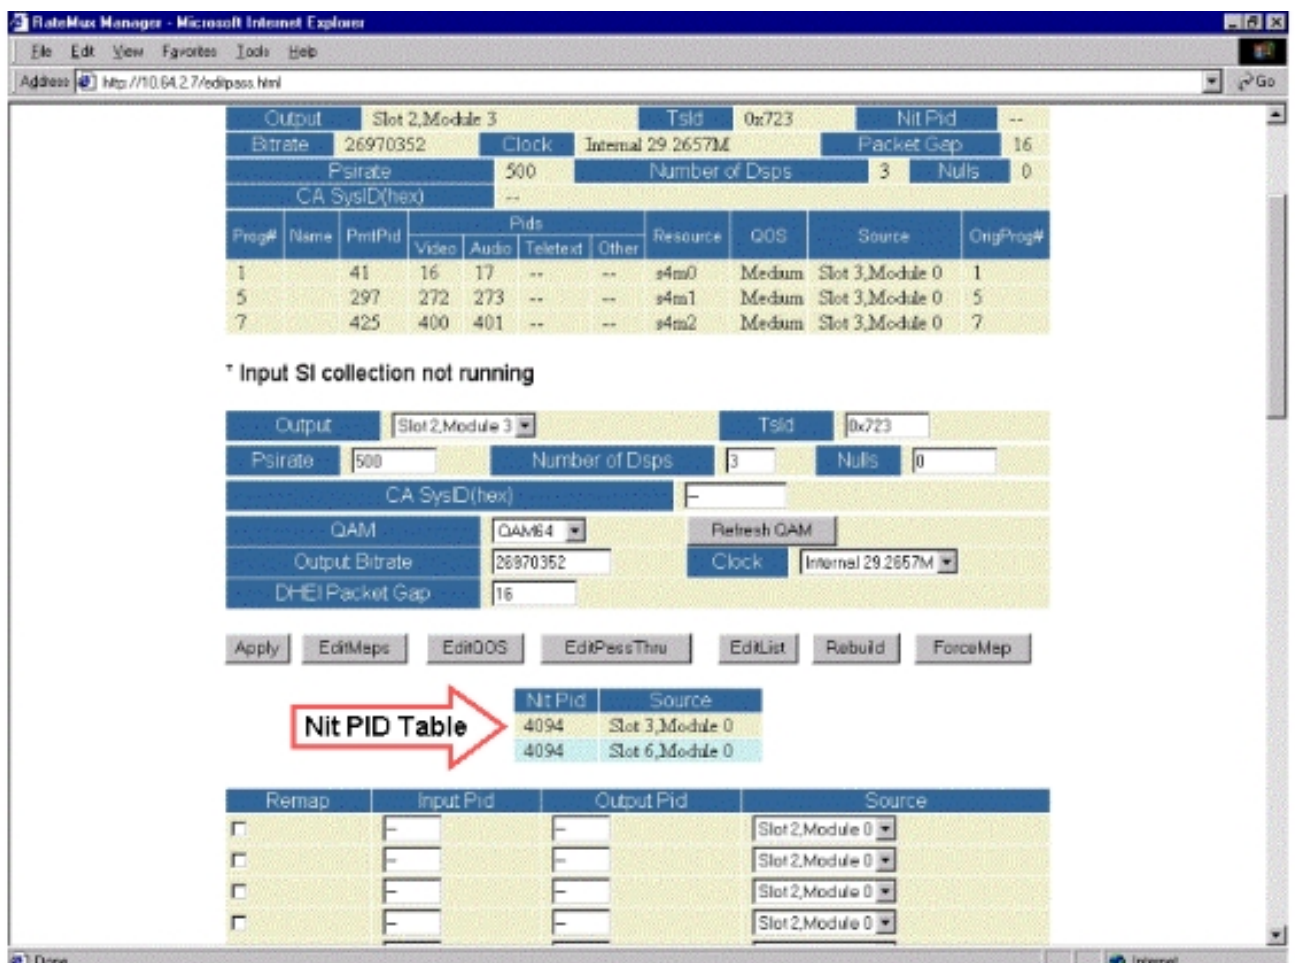 RateMux Manager - Microsoft Internet Explorer
File Edit View Favorites Tools Help
Address http://10.64.2.7/editpass.html Go
Output Slot 2,Module 3 TsId 0x723 Nit Pid --
Bitrate 26970352 Clock Internal 29.2657M Packet Gap 16
Psirate 500 Number of Dsps 3 Nulls 0
CA SysID(hex) --
Pids
Prog# Name PmtPid Video Audio Teletext Other Resource QOS Source OrigProg#
1 41 16 17 -- -- s4m0 Medium Slot 3,Module 0 1
5 297 272 273 -- -- s4m1 Medium Slot 3,Module 0 5
7 425 400 401 -- -- s4m2 Medium Slot 3,Module 0 7
* Input SI collection not running
Output Slot 2,Module 3 TsId 0x723
Psirate 500 Number of Dsps 3 Nulls 0
CA SysID(hex) --
QAM QAM64 Refresh QAM
Output Bitrate 26970352 Clock Internal 29.2657M
DHEI Packet Gap 16
Apply EditMaps EditQOS EditPassThru EditList Rebuild ForceMap
Nit Pid Source
Nit PID Table 4094 Slot 3,Module 0
4094 Slot 6,Module 0
Remap Input Pid Output Pid Source
-- -- Slot 2,Module 0
-- -- Slot 2,Module 0
-- -- Slot 2,Module 0
-- -- Slot 2,Module 0
Done Internet